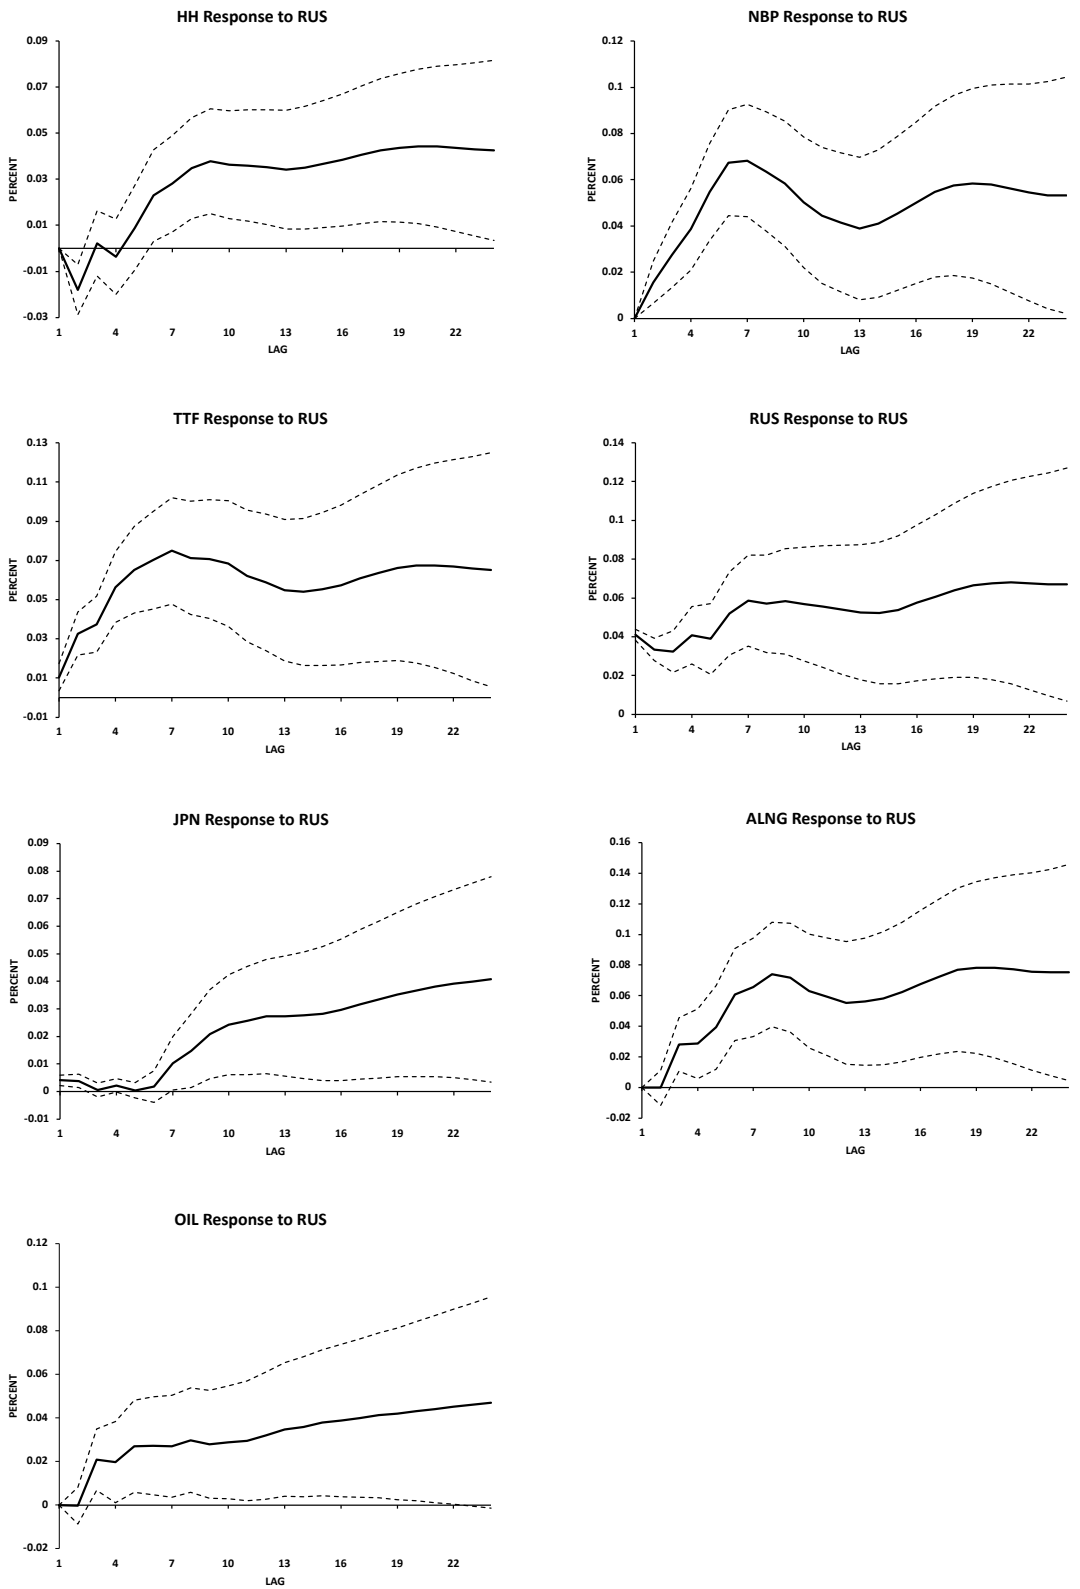 HH Response to RUS
0.09
0.07
0.05
0.03
0.01
-0.01
-0.03
PERCENT
1 4 7 10 13 16 19 22
LAG
NBP Response to RUS
0.12
0.1
0.08
0.06
0.04
0.02
0
PERCENT
1 4 7 10 13 16 19 22
LAG
TTF Response to RUS
0.13
0.11
0.09
0.07
0.05
0.03
0.01
-0.01
PERCENT
1 4 7 10 13 16 19 22
LAG
RUS Response to RUS
0.14
0.12
0.1
0.08
0.06
0.04
0.02
0
PERCENT
1 4 7 10 13 16 19 22
LAG
JPN Response to RUS
0.09
0.08
0.07
0.06
0.05
0.04
0.03
0.02
0.01
0
-0.01
PERCENT
1 4 7 10 13 16 19 22
LAG
ALNG Response to RUS
0.16
0.14
0.12
0.1
0.08
0.06
0.04
0.02
0
-0.02
PERCENT
1 4 7 10 13 16 19 22
LAG
OIL Response to RUS
0.12
0.1
0.08
0.06
0.04
0.02
0
-0.02
PERCENT
1 4 7 10 13 16 19 22
LAG